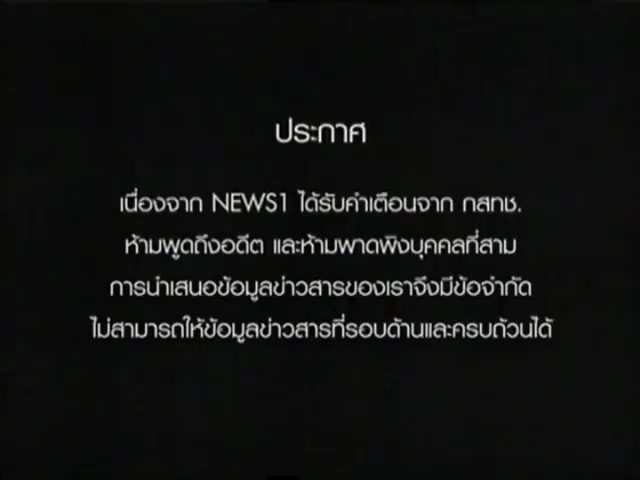 ประกาศ
เนื่องจาก NEWS1 ได้รับคำเตือนจาก กสทช.
ห้ามพูดถึงอดีต และห้ามพาดพิงบุคคลที่สาม
การนำเสนอข้อมูลข่าวสารของเราจึงมีข้อจำกัด
ไม่สามารถให้ข้อมูลข่าวสารที่รอบด้านและครบถ้วนได้